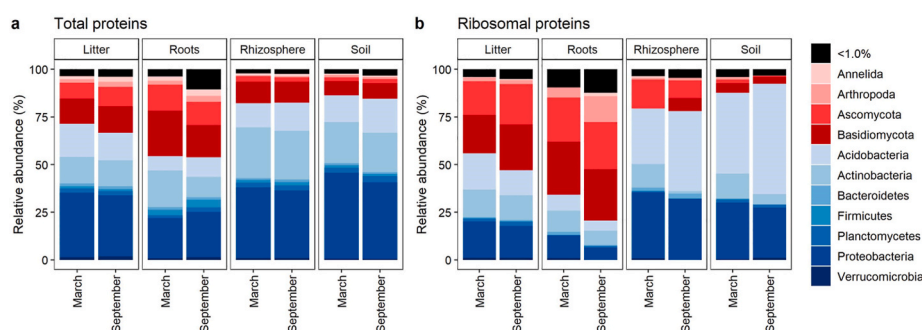 a Total proteins
Litter Roots Rhizosphere Soil
Relative abundance (%)
100
75
50
25
0
March September March September March September March September
b Ribosomal proteins
Litter Roots Rhizosphere Soil
Relative abundance (%)
100
75
50
25
0
March September March September March September March September
<1.0%
Annelida
Arthropoda
Ascomycota
Basidiomycota
Acidobacteria
Actinobacteria
Bacteroidetes
Firmicutes
Planctomycetes
Proteobacteria
Verrucomicrobia